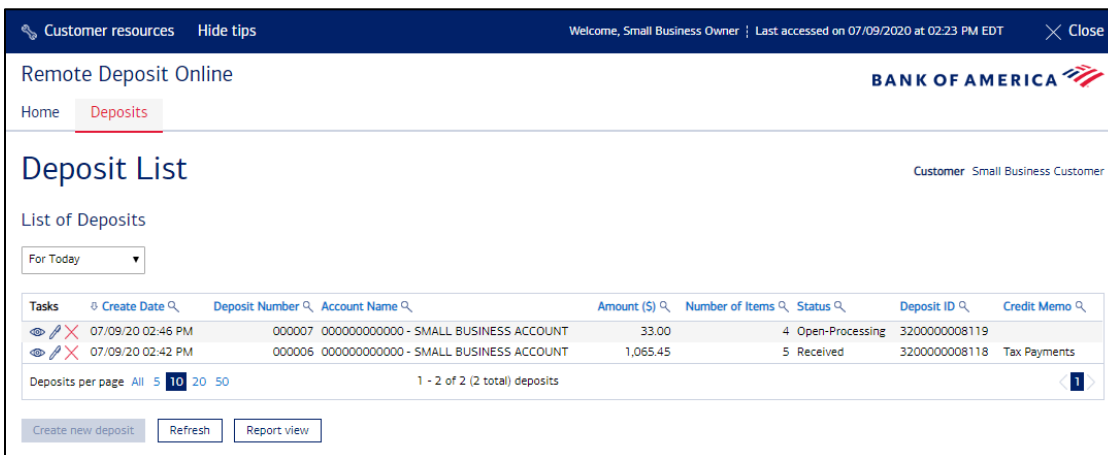 Customer resources Hide tips Welcome, Small Business Owner ¦ Last accessed on 07/09/2020 at 02:23 PM EDT Close
Remote Deposit Online
BANK OF AMERICA
Home Deposits
Deposit List
Customer Small Business Customer
List of Deposits
For Today
Tasks Create Date Deposit Number Account Name Amount ($) Number of Items Status Deposit ID Credit Memo
07/09/20 02:46 PM 000007 000000000000 - SMALL BUSINESS ACCOUNT 33.00 4 Open-Processing 3200000008119
07/09/20 02:42 PM 000006 000000000000 - SMALL BUSINESS ACCOUNT 1,065.45 5 Received 3200000008118 Tax Payments
Deposits per page All 5 10 20 50 1 - 2 of 2 (2 total) deposits 1
Create new deposit Refresh Report view